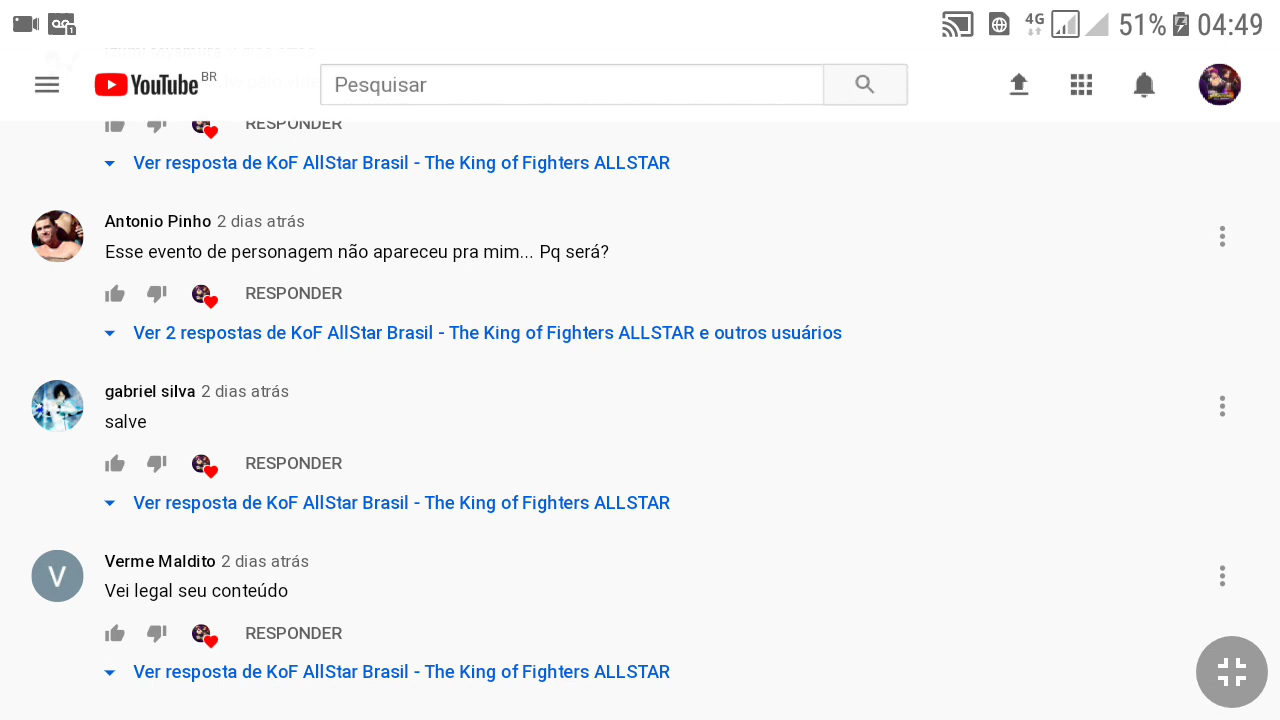 4G 51% 04:49
YouTube BR
Pesquisar
RESPONDER
Ver resposta de KoF AllStar Brasil - The King of Fighters ALLSTAR
Antonio Pinho 2 dias atrás
Esse evento de personagem não apareceu pra mim... Pq será?
RESPONDER
Ver 2 respostas de KoF AllStar Brasil - The King of Fighters ALLSTAR e outros usuários
gabriel silva 2 dias atrás
salve
RESPONDER
Ver resposta de KoF AllStar Brasil - The King of Fighters ALLSTAR
V
Verme Maldito 2 dias atrás
Vei legal seu conteúdo
RESPONDER
Ver resposta de KoF AllStar Brasil - The King of Fighters ALLSTAR